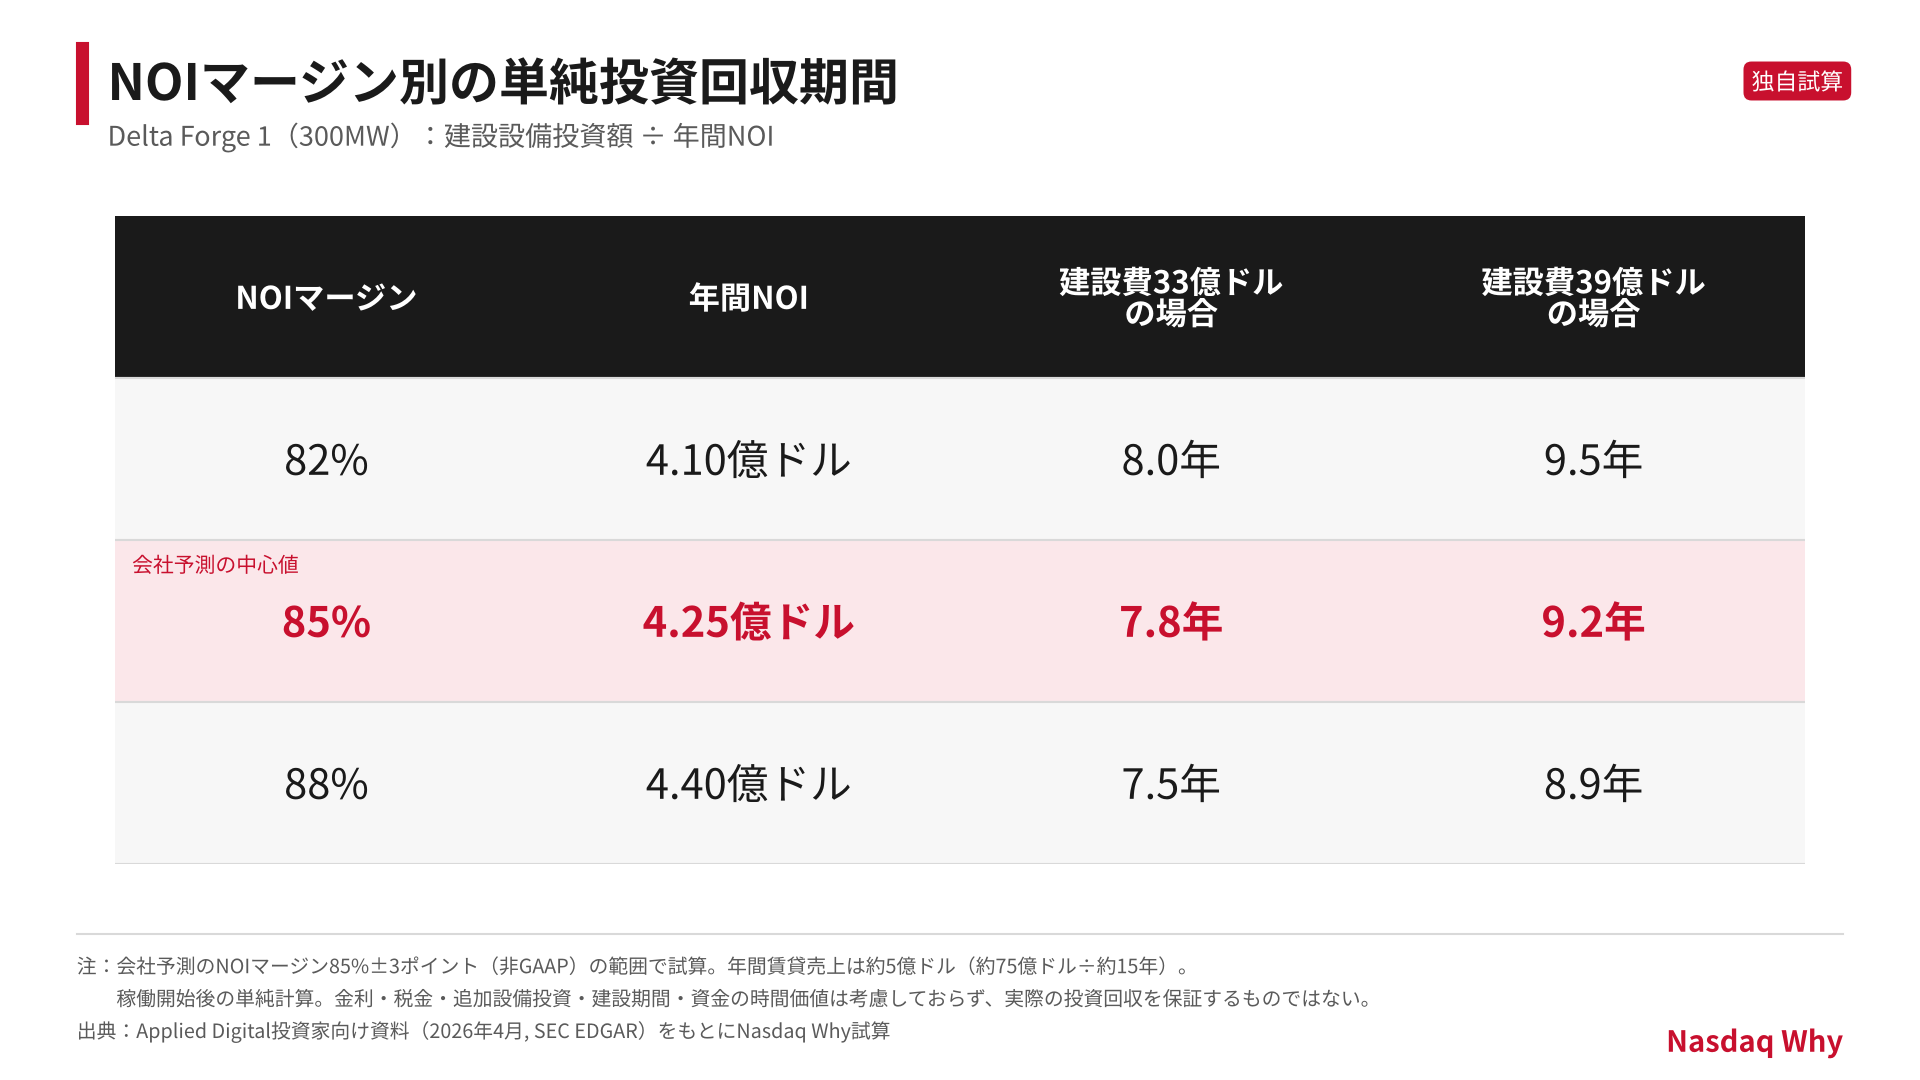 NOIマージン別の単純投資回収期間
独自試算
Delta Forge 1（300MW）：建設設備投資額 ÷ 年間NOI
NOIマージン
年間NOI
建設費33億ドル
の場合
建設費39億ドル
の場合
82%
4.10億ドル
8.0年
9.5年
会社予測の中心値
85%
4.25億ドル
7.8年
9.2年
88%
4.40億ドル
7.5年
8.9年
注：会社予測のNOIマージン85%±3ポイント（非GAAP）の範囲で試算。年間賃貸売上は約5億ドル（約75億ドル÷約15年）。
稼働開始後の単純計算。金利・税金・追加設備投資・建設期間・資金の時間価値は考慮しておらず、実際の投資回収を保証するものではない。
出典：Applied Digital投資家向け資料（2026年4月, SEC EDGAR）をもとにNasdaq Why試算
Nasdaq Why